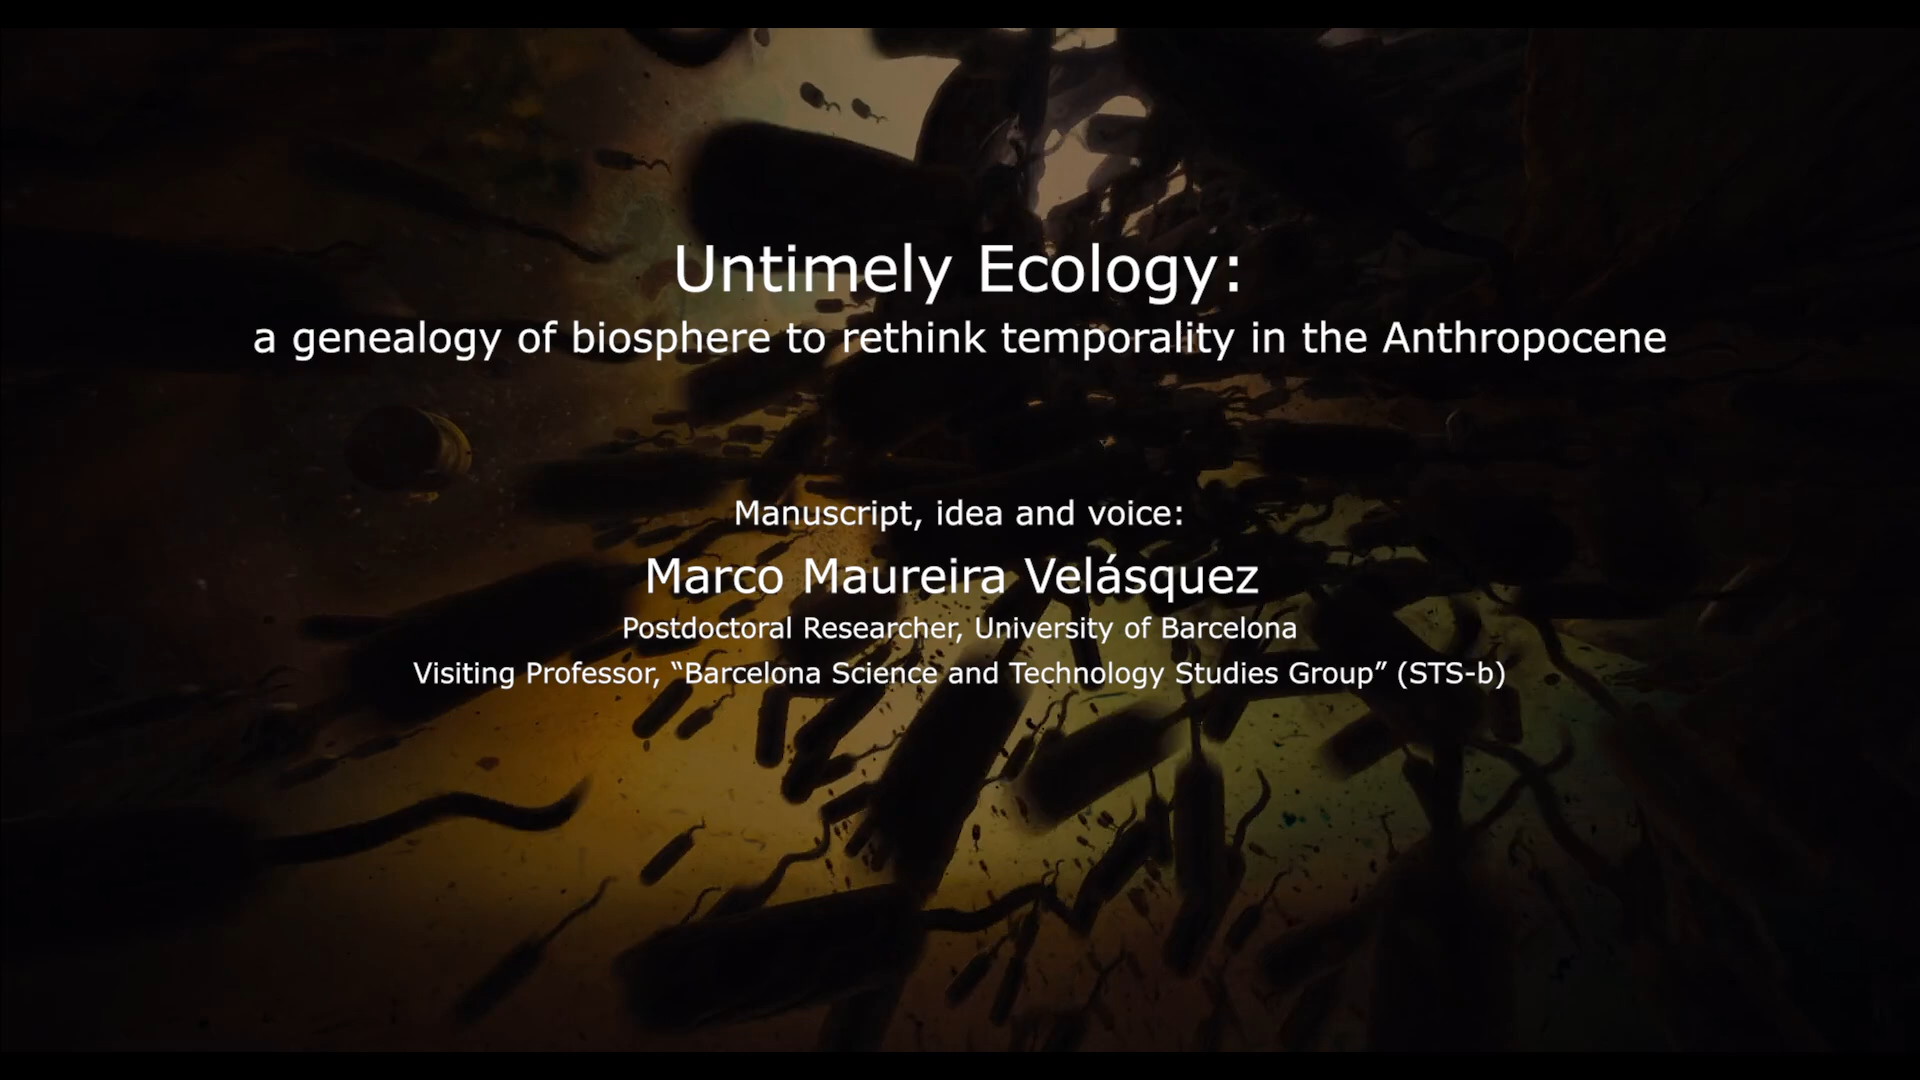 Untimely Ecology:
a genealogy of biosphere to rethink temporality in the Anthropocene
Manuscript, idea and voice:
Marco Maureira Velásquez
Postdoctoral Researcher, University of Barcelona
Visiting Professor, “Barcelona Science and Technology Studies Group” (STS-b)